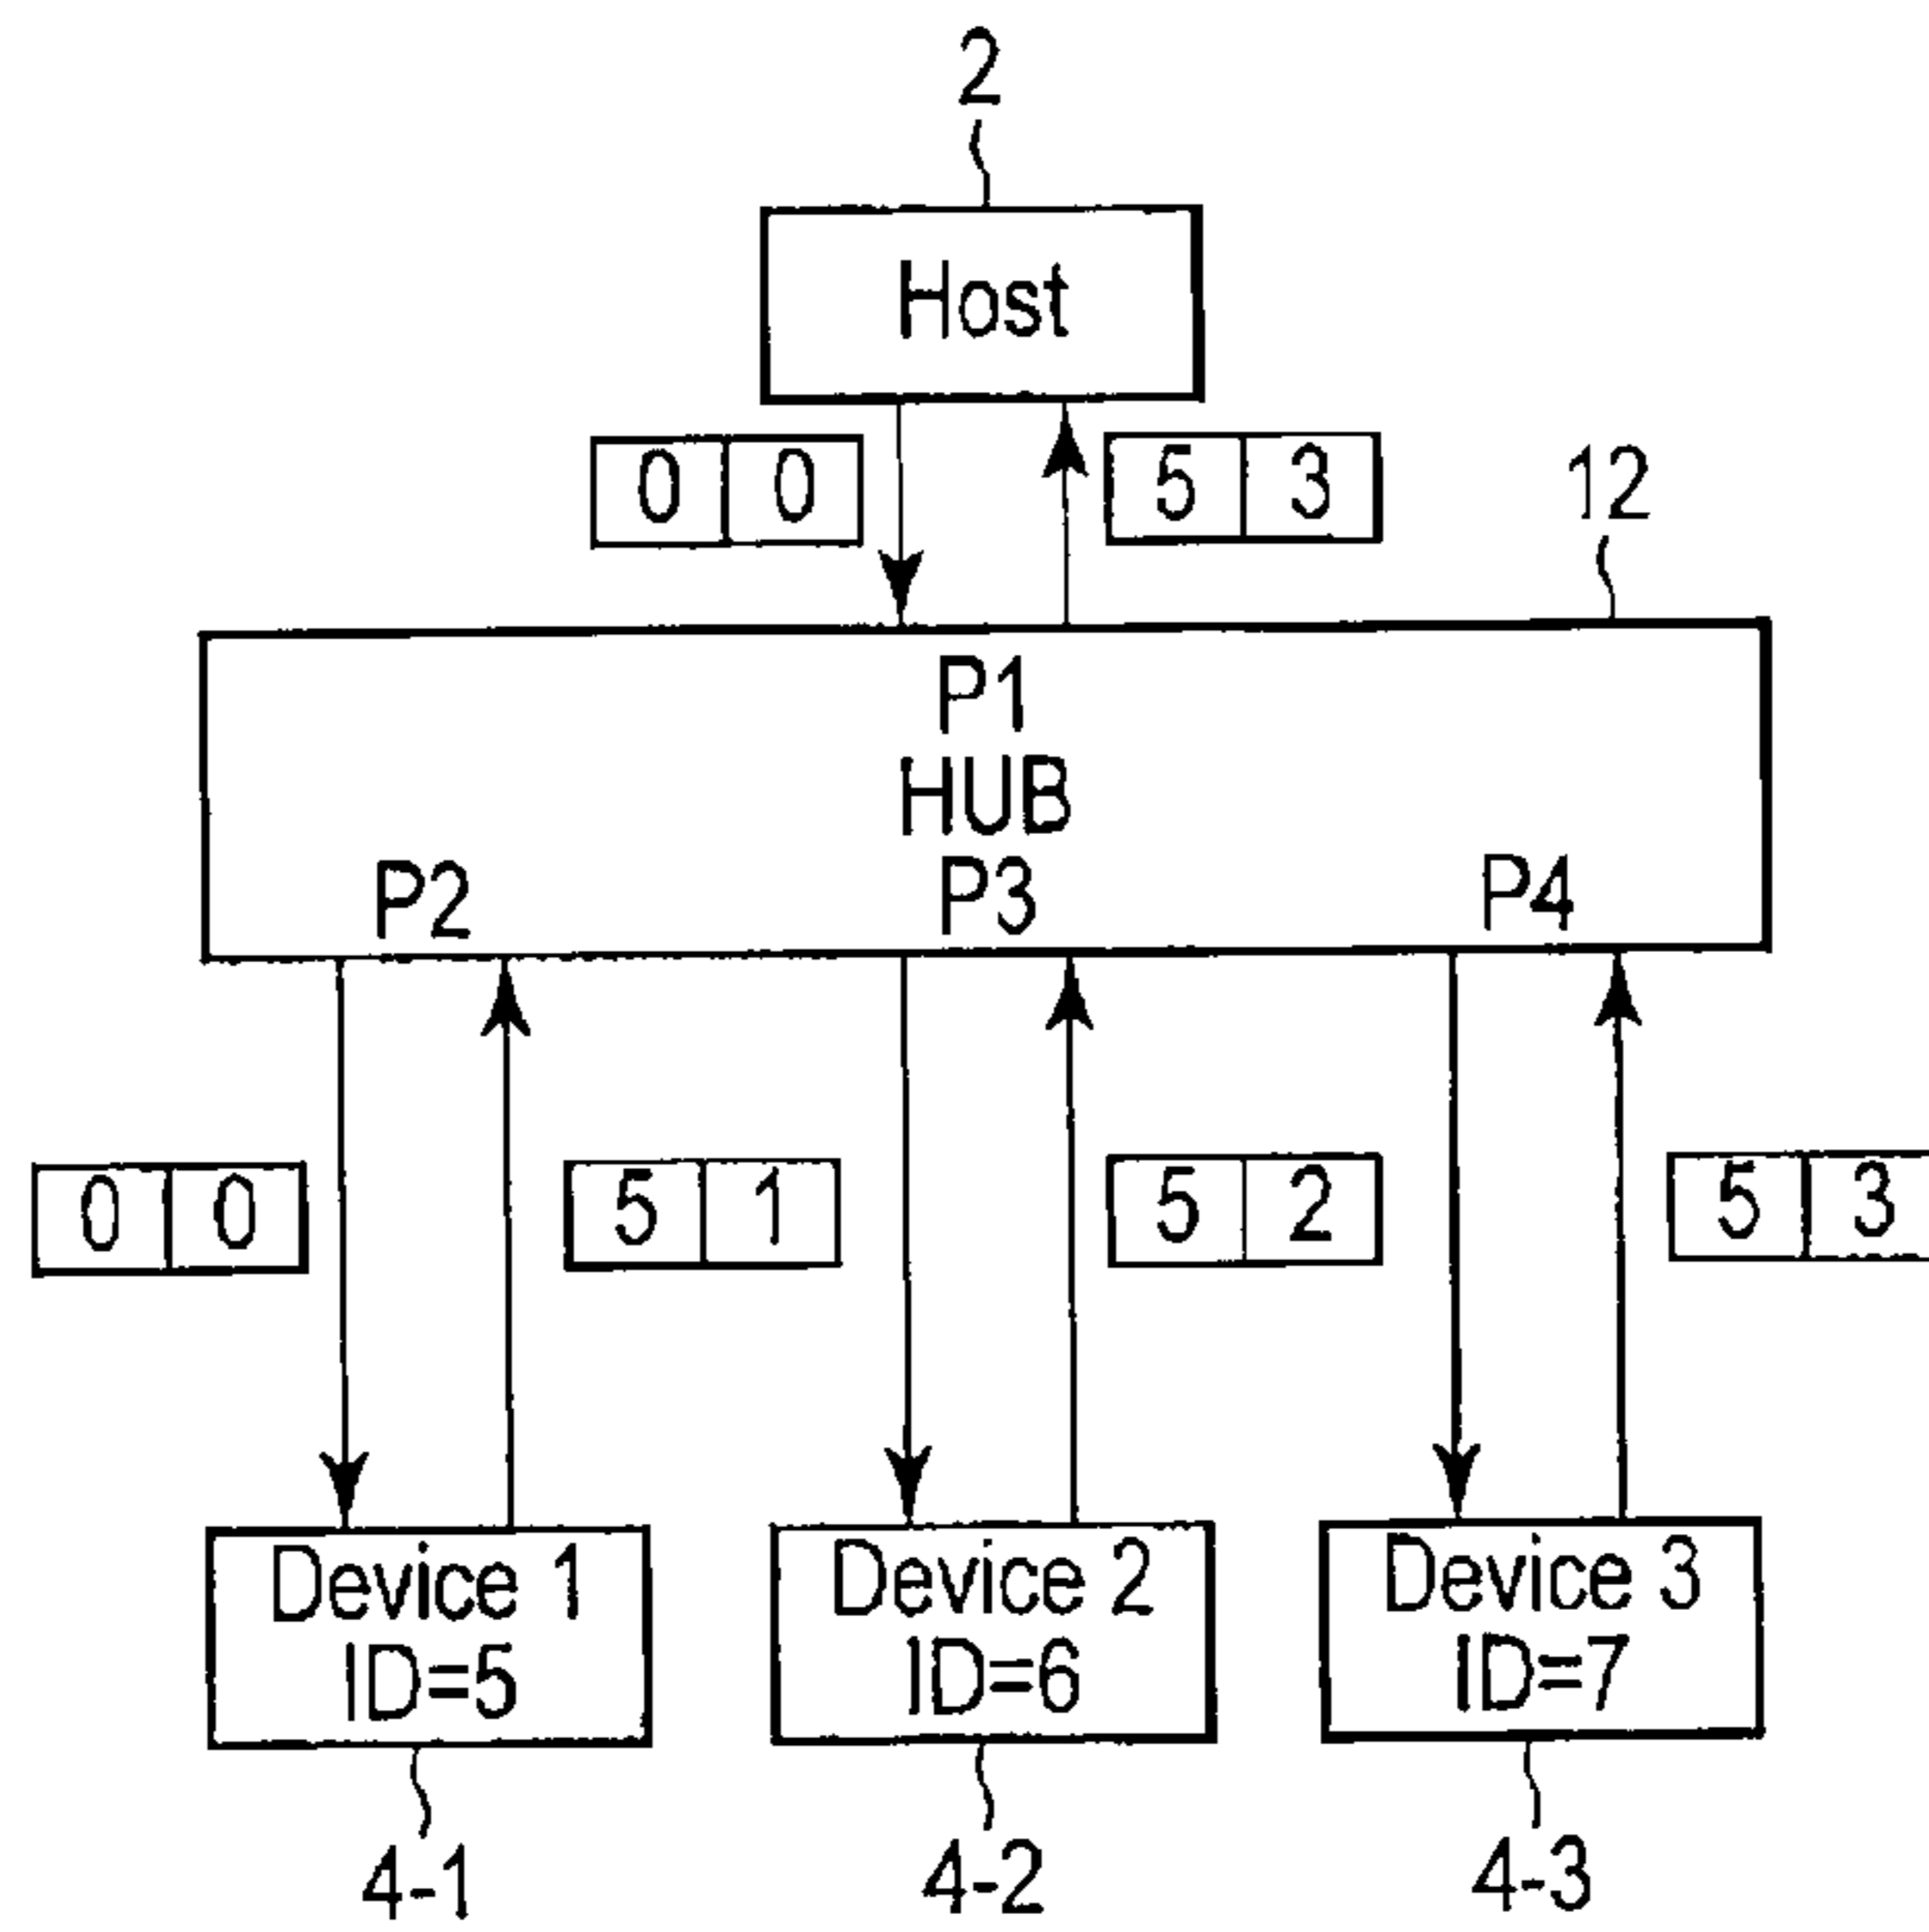 2
Host
0 0
5 3
12
P1
HUB
P2 P3 P4
0 0
5 1
5 2
5 3
Device 1
ID=5
Device 2
ID=6
Device 3
ID=7
4-1
4-2
4-3